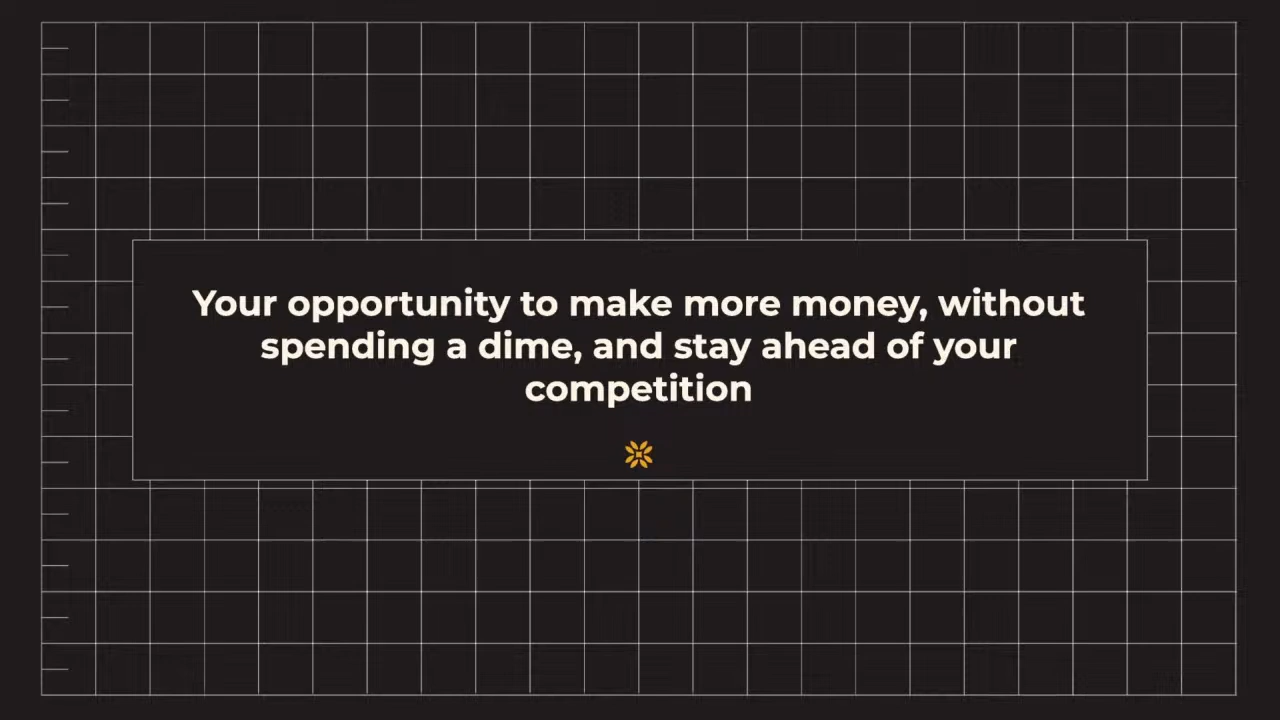 Your opportunity to make more money, without
spending a dime, and stay ahead of your
competition